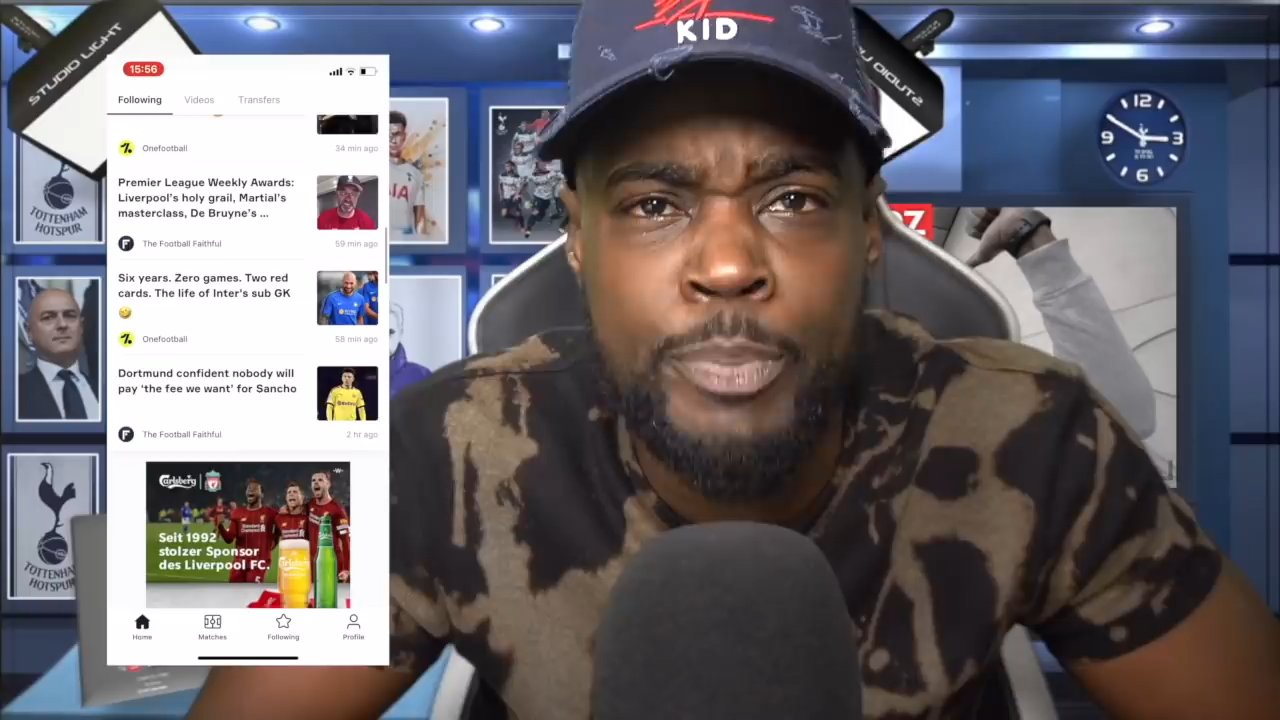 KID
STUDIO LIGHT
15:56
Following
Videos
Transfers
Onefootball
34 min ago
Premier League Weekly Awards:
Liverpool's holy grail, Martial's
masterclass, De Bruyne's ...
The Football Faithful
59 min ago
Six years. Zero games. Two red
cards. The life of Inter's sub GK
🤣
Onefootball
58 min ago
Dortmund confident nobody will
pay ‘the fee we want’ for Sancho
The Football Faithful
2 hr ago
Carlsberg
Seit 1992
stolzer Sponsor
des Liverpool FC.
Carlsberg
Home
Matches
Following
Profile
TOTTENHAM
HOTSPUR
TOTTENHA
HOTSPUR
AIA
12
9
3
6